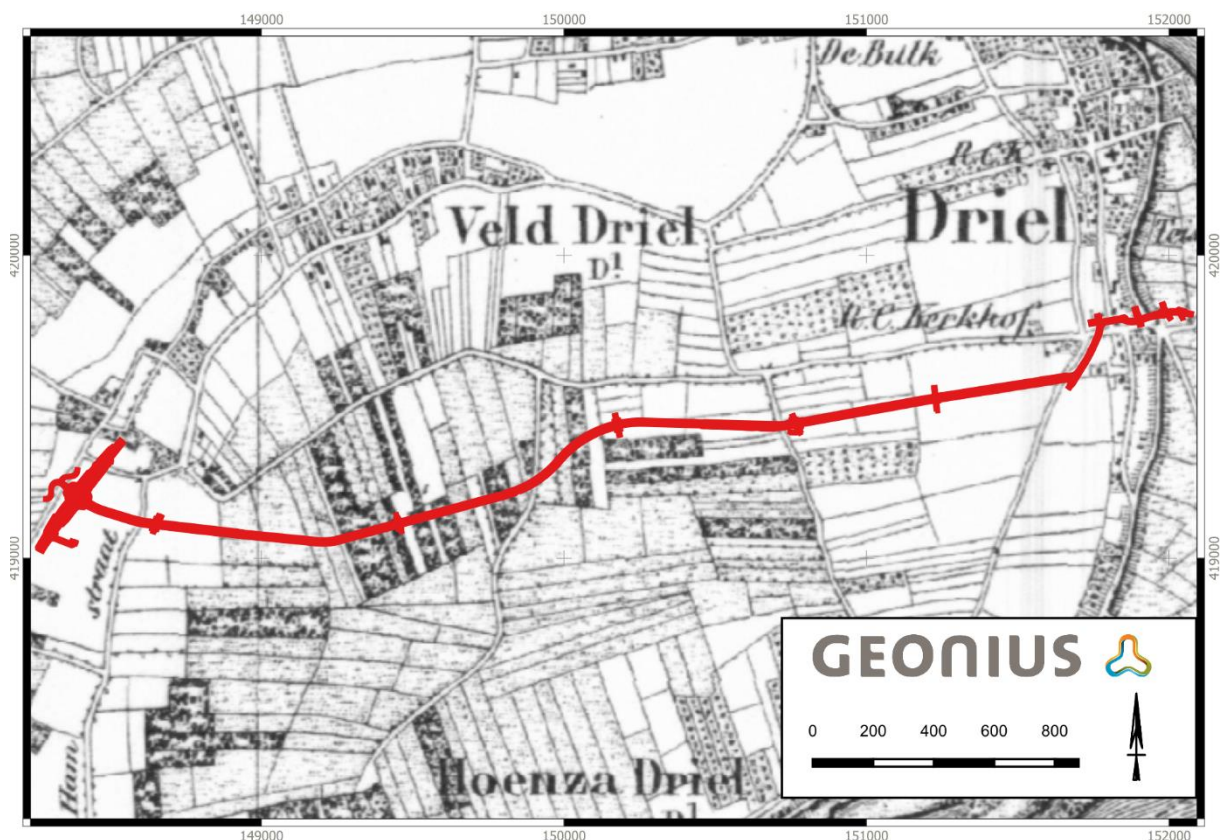 149000 150000 151000 152000
De Bulk
R.C.K.
Veld Driel
Driel
420000
420000
D!
R.C. Kerkhof
419000
419000
straat
GEONIUS
0 200 400 600 800
Ham
Hoenza Driel
149000 150000 151000 152000